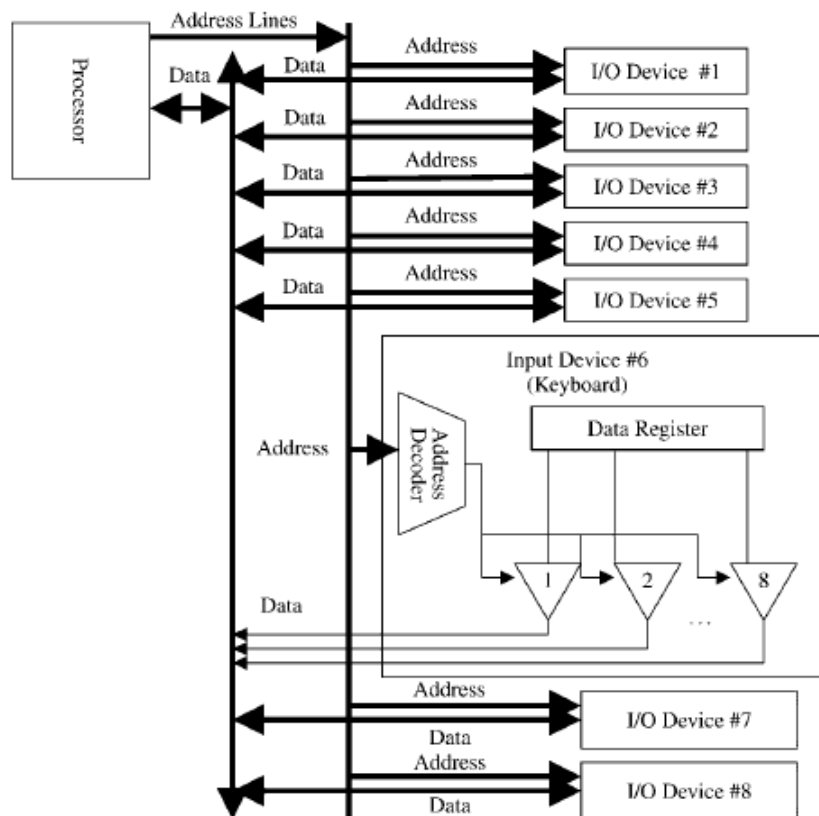 Address Lines
Processor
Data
Address
Data
I/O Device #1
Address
Data
I/O Device #2
Address
Data
I/O Device #3
Address
Data
I/O Device #4
Address
Data
I/O Device #5
Input Device #6
(Keyboard)
Data Register
Address
Address
Decoder
1
2
8
...
Data
Address
I/O Device #7
Data
Address
I/O Device #8
Data